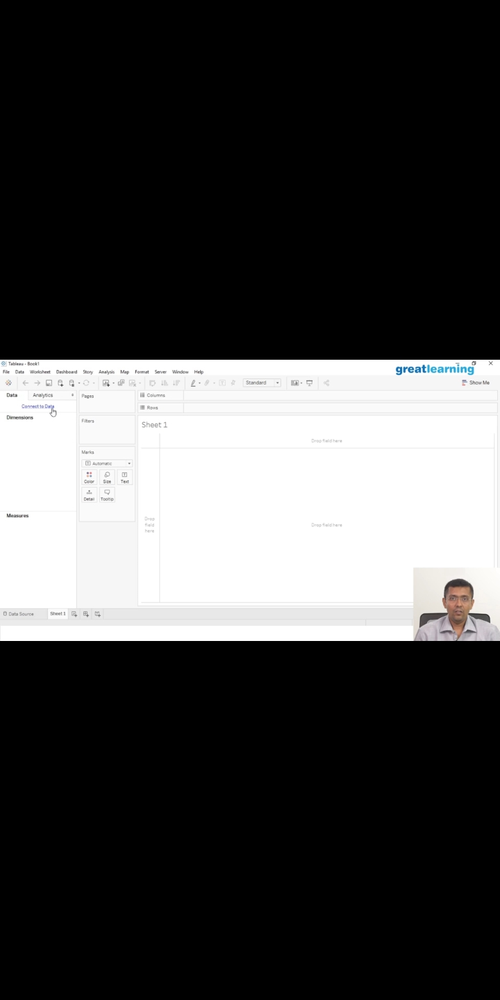 Tableau - Book1
greatlearning
File Data Worksheet Dashboard Story Analysis Map Format Server Window Help
Standard
Show Me
Data Analytics
Pages
Columns
Connect to Data
Rows
Dimensions
Filters
Sheet 1
Drop field here
Marks
Automatic
Color Size Text
Detail Tooltip
Measures
Drop
field
here
Drop field here
Data Source Sheet 1